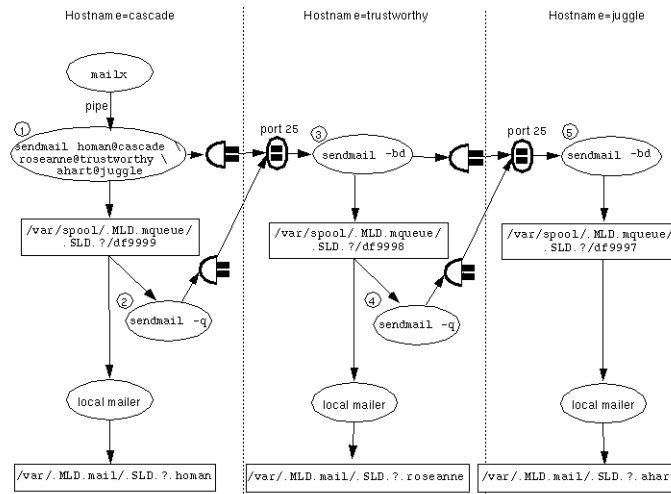 Hostname=cascade
Hostname=trustworthy
Hostname=juggle
mailx
pipe
1
sendmail homan@cascade \
roseanne@trustworthy \
ahart@juggle
port 25
3
sendmail -bd
port 25
5
sendmail -bd
/var/spool/.MLD.mqueue/
.SLD.?/df9999
/var/spool/.MLD.mqueue/
.SLD.?/df9998
/var/spool/.MLD.mqueue/
.SLD.?/df9997
2
sendmail -q
4
sendmail -q
local mailer
local mailer
local mailer
/var/.MLD.mail/.SLD.?.homan
/var/.MLD.mail/.SLD.?.roseanne
/var/.MLD.mail/.SLD.?.ahar